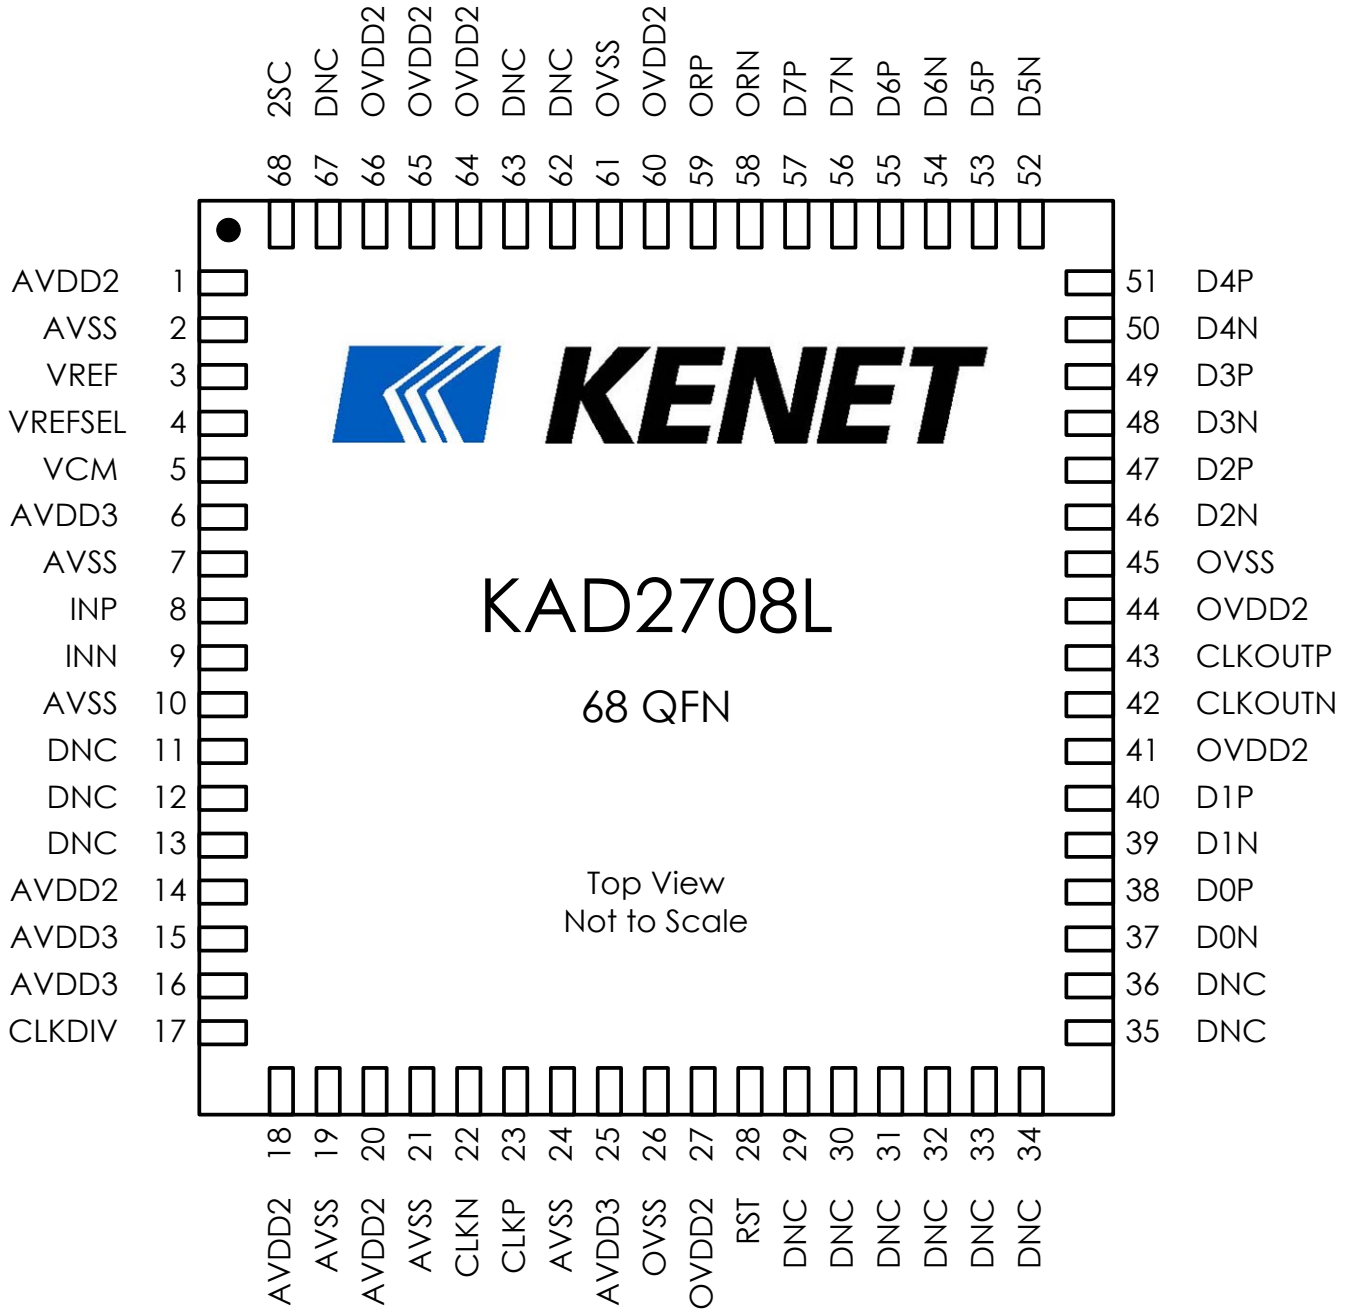 2SC DNC OVDD2 OVDD2 OVDD2 DNC DNC OVSS OVDD2 ORP ORN D7P D7N D6P D6N D5P D5N
68 67 66 65 64 63 62 61 60 59 58 57 56 55 54 53 52
AVDD2 1
AVSS 2
VREF 3
VREFSEL 4
VCM 5
AVDD3 6
AVSS 7
INP 8
INN 9
AVSS 10
DNC 11
DNC 12
DNC 13
AVDD2 14
AVDD3 15
AVDD3 16
CLKDIV 17
KENET
KAD2708L
68 QFN
Top View
Not to Scale
51 D4P
50 D4N
49 D3P
48 D3N
47 D2P
46 D2N
45 OVSS
44 OVDD2
43 CLKOUTP
42 CLKOUTN
41 OVDD2
40 D1P
39 D1N
38 D0P
37 D0N
36 DNC
35 DNC
18 19 20 21 22 23 24 25 26 27 28 29 30 31 32 33 34
AVDD2 AVSS AVDD2 AVSS CLKN CLKP AVSS AVDD3 OVSS OVDD2 RST DNC DNC DNC DNC DNC DNC